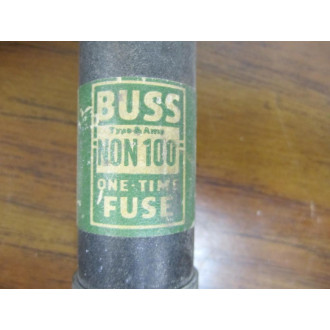 BUSS
Type & Amp
NON 100
ONE-TIME
FUSE